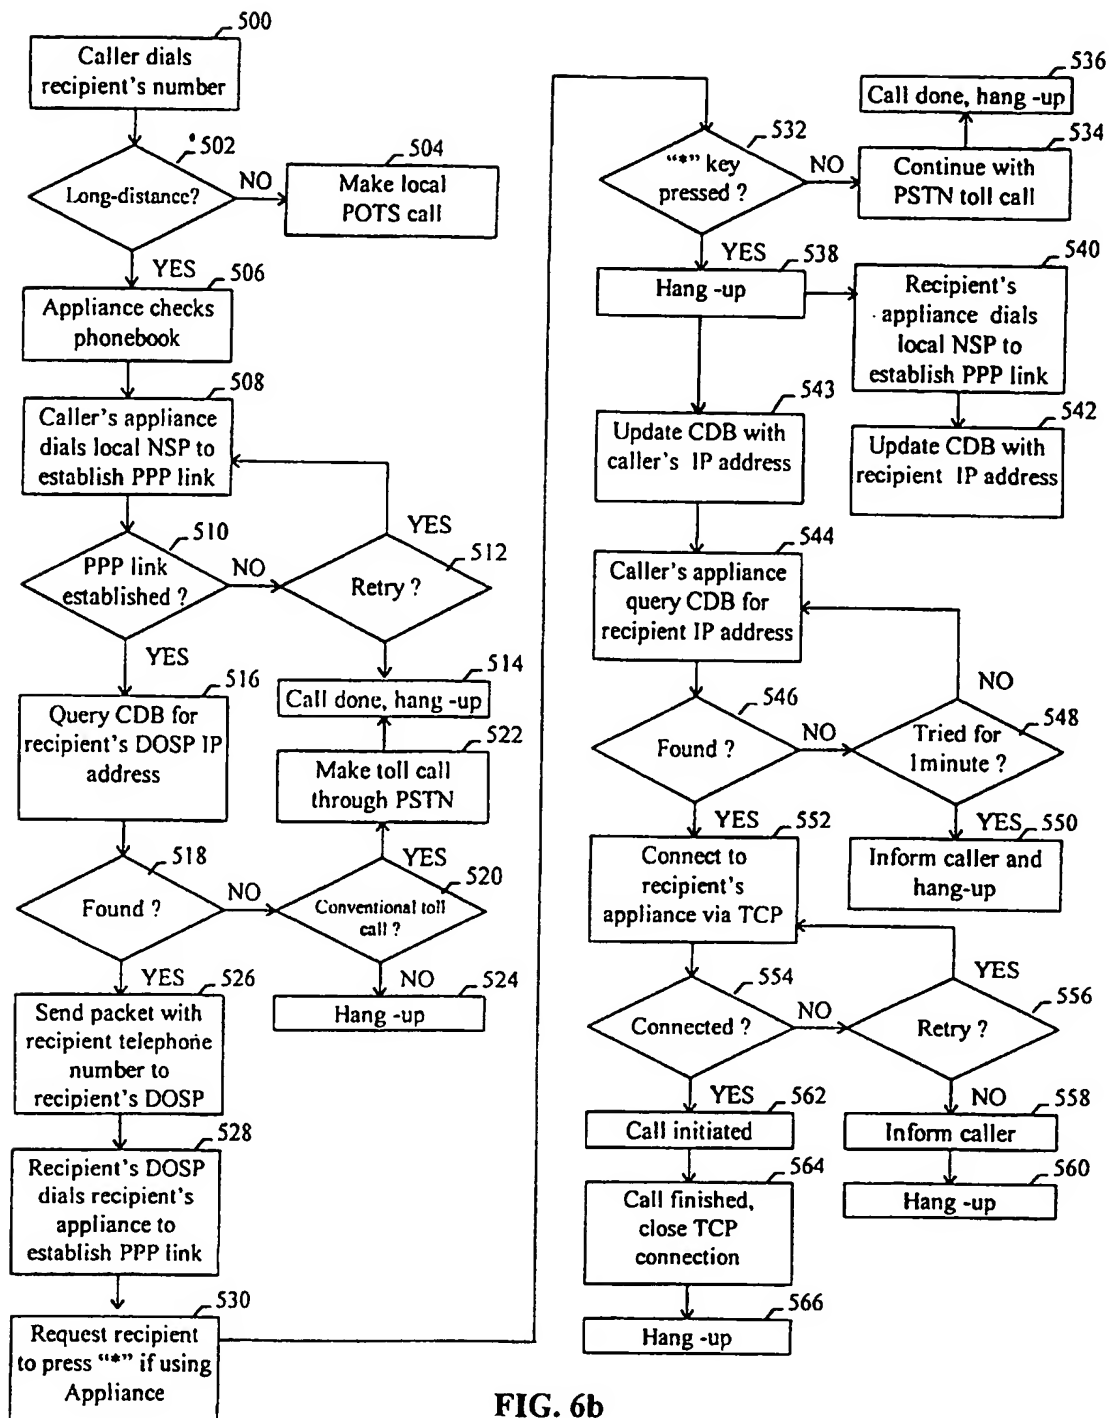 500
Caller dials
recipient's number
502
Long-distance?
NO
504
Make local
POTS call
YES
506
Appliance checks
phonebook
508
Caller's appliance
dials local NSP to
establish PPP link
510
PPP link
established ?
NO
YES
512
Retry ?
YES
514
Call done, hang -up
516
Query CDB for
recipient's DOSP IP
address
522
Make toll call
through PSTN
518
Found ?
NO
YES
520
Conventional toll
call ?
NO
524
Hang -up
YES
526
Send packet with
recipient telephone
number to
recipient's DOSP
528
Recipient's DOSP
dials recipient's
appliance to
establish PPP link
530
Request recipient
to press “*” if using
Appliance
532
“*” key
pressed ?
NO
534
Continue with
PSTN toll call
536
Call done, hang -up
YES
538
Hang -up
540
Recipient's
appliance dials
local NSP to
establish PPP link
542
Update CDB with
recipient IP address
543
Update CDB with
caller's IP address
544
Caller's appliance
query CDB for
recipient IP address
546
Found ?
NO
NO
548
Tried for
1minute ?
YES
550
Inform caller and
hang-up
YES
552
Connect to
recipient's
appliance via TCP
554
Connected ?
NO
YES
556
Retry ?
NO
558
Inform caller
560
Hang -up
YES
562
Call initiated
564
Call finished,
close TCP
connection
566
Hang -up
FIG. 6b